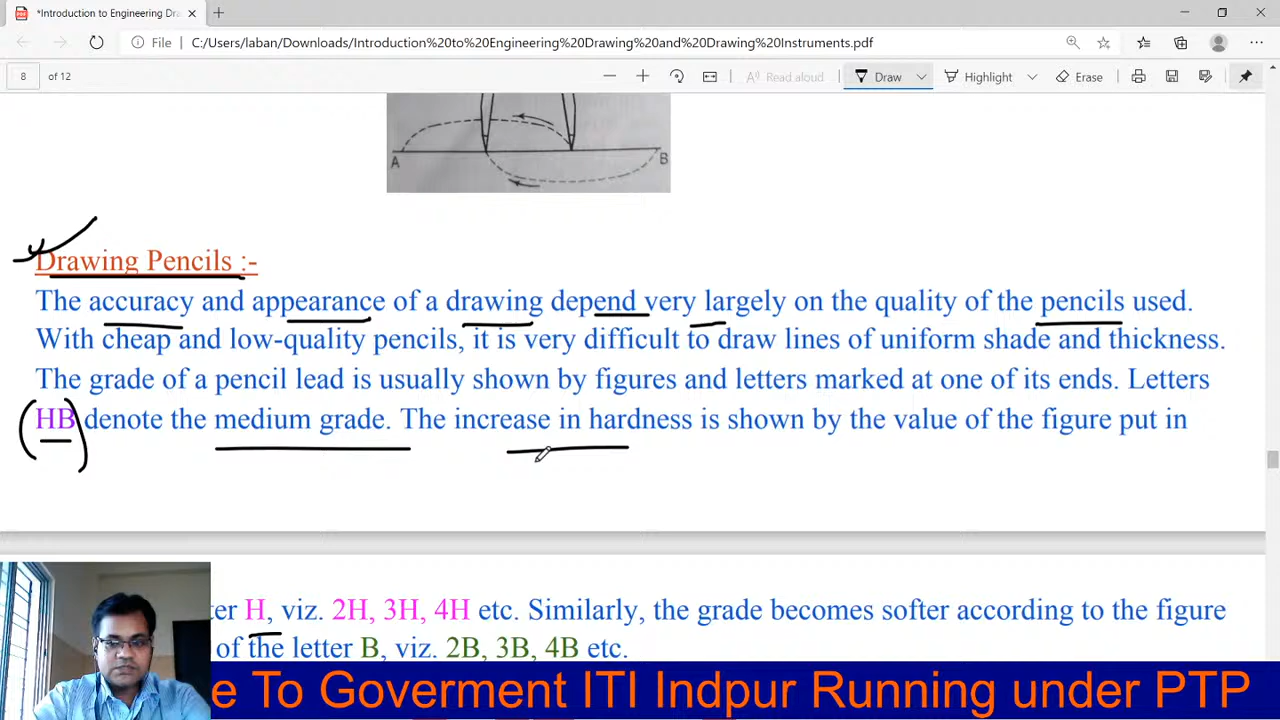 *Introduction to Engineering Dra
File
C:/Users/laban/Downloads/Introduction%20to%20Engineering%20Drawing%20and%20Drawing%20Instruments.pdf
8 of 12
Read aloud
Draw
Highlight
Erase
A
B
Drawing Pencils :-
The accuracy and appearance of a drawing depend very largely on the quality of the pencils used.
With cheap and low-quality pencils, it is very difficult to draw lines of uniform shade and thickness.
The grade of a pencil lead is usually shown by figures and letters marked at one of its ends. Letters
HB denote the medium grade. The increase in hardness is shown by the value of the figure put in
H, viz. 2H, 3H, 4H etc. Similarly, the grade becomes softer according to the figure
of the letter B, viz. 2B, 3B, 4B etc.
e To Goverment ITI Indpur Running under PTP